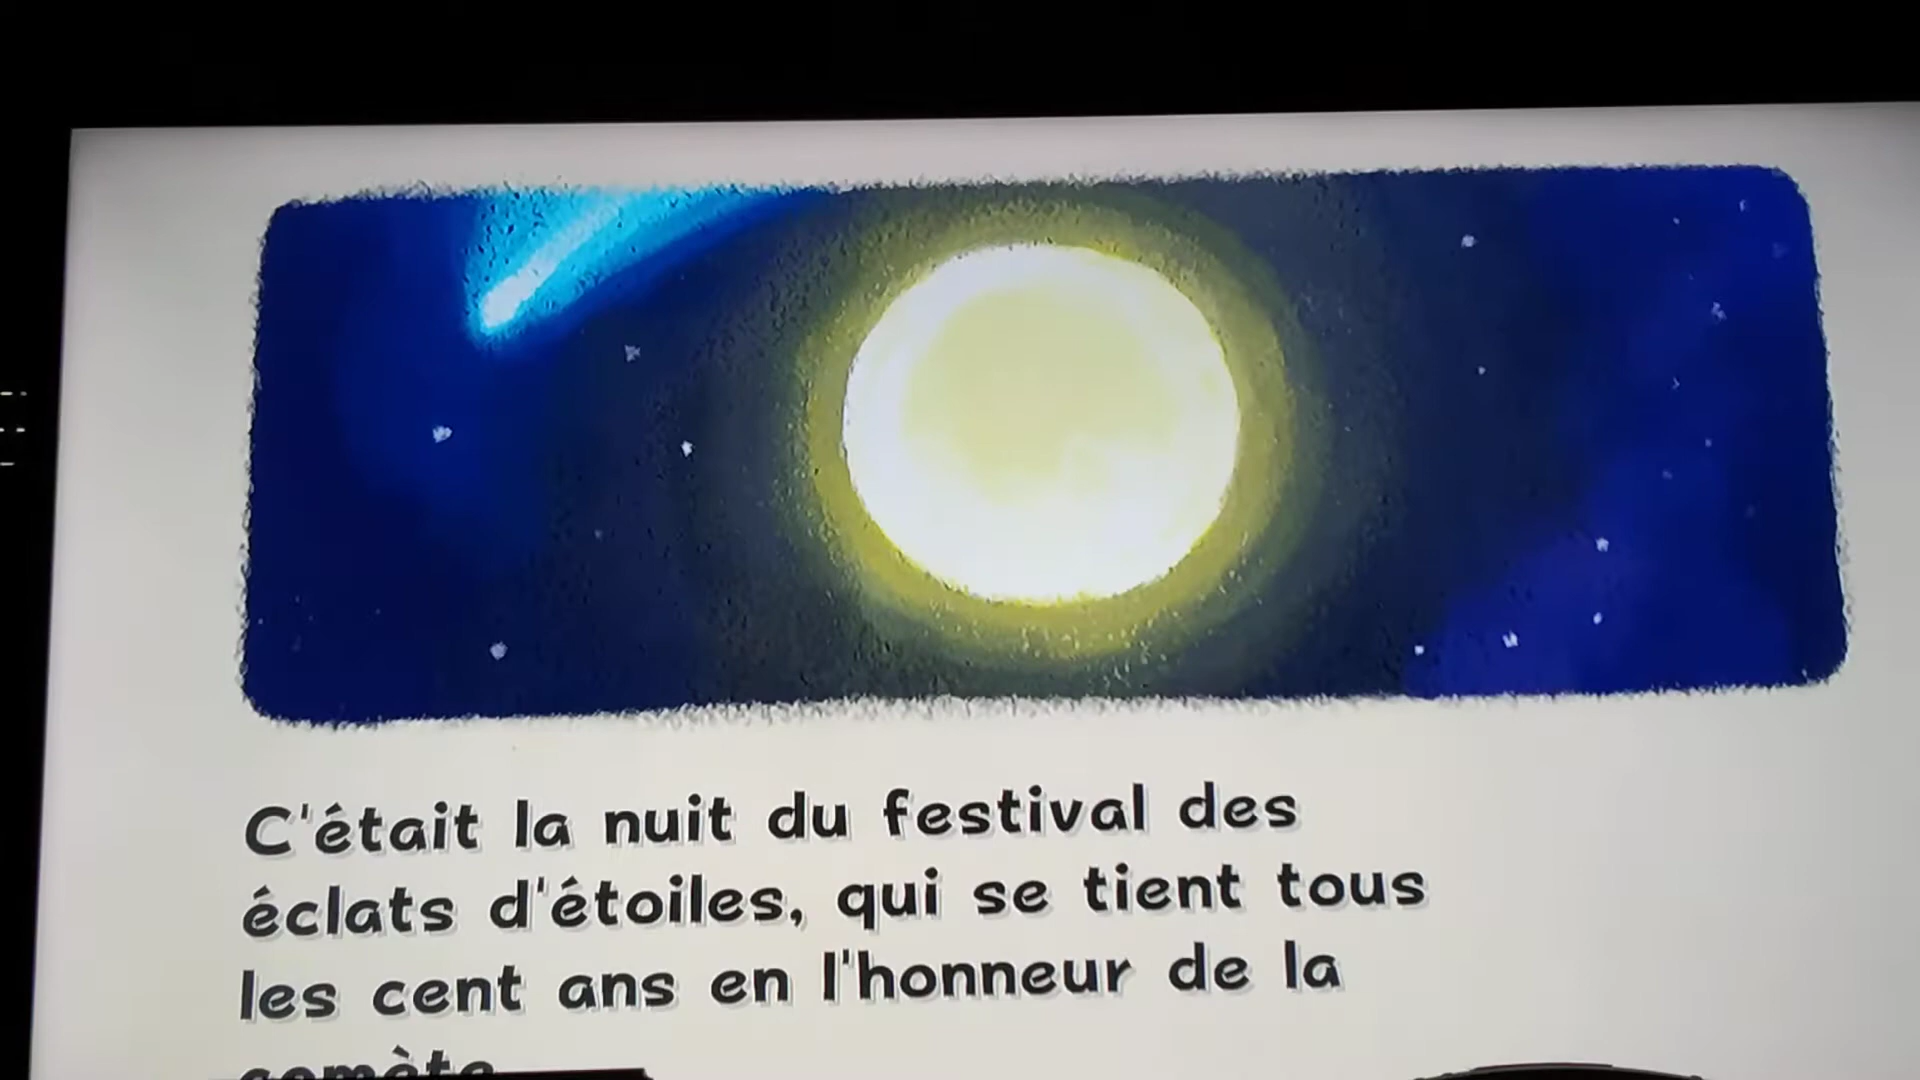 C'était la nuit du festival des
éclats d'étoiles, qui se tient tous
les cent ans en l'honneur de la
comète